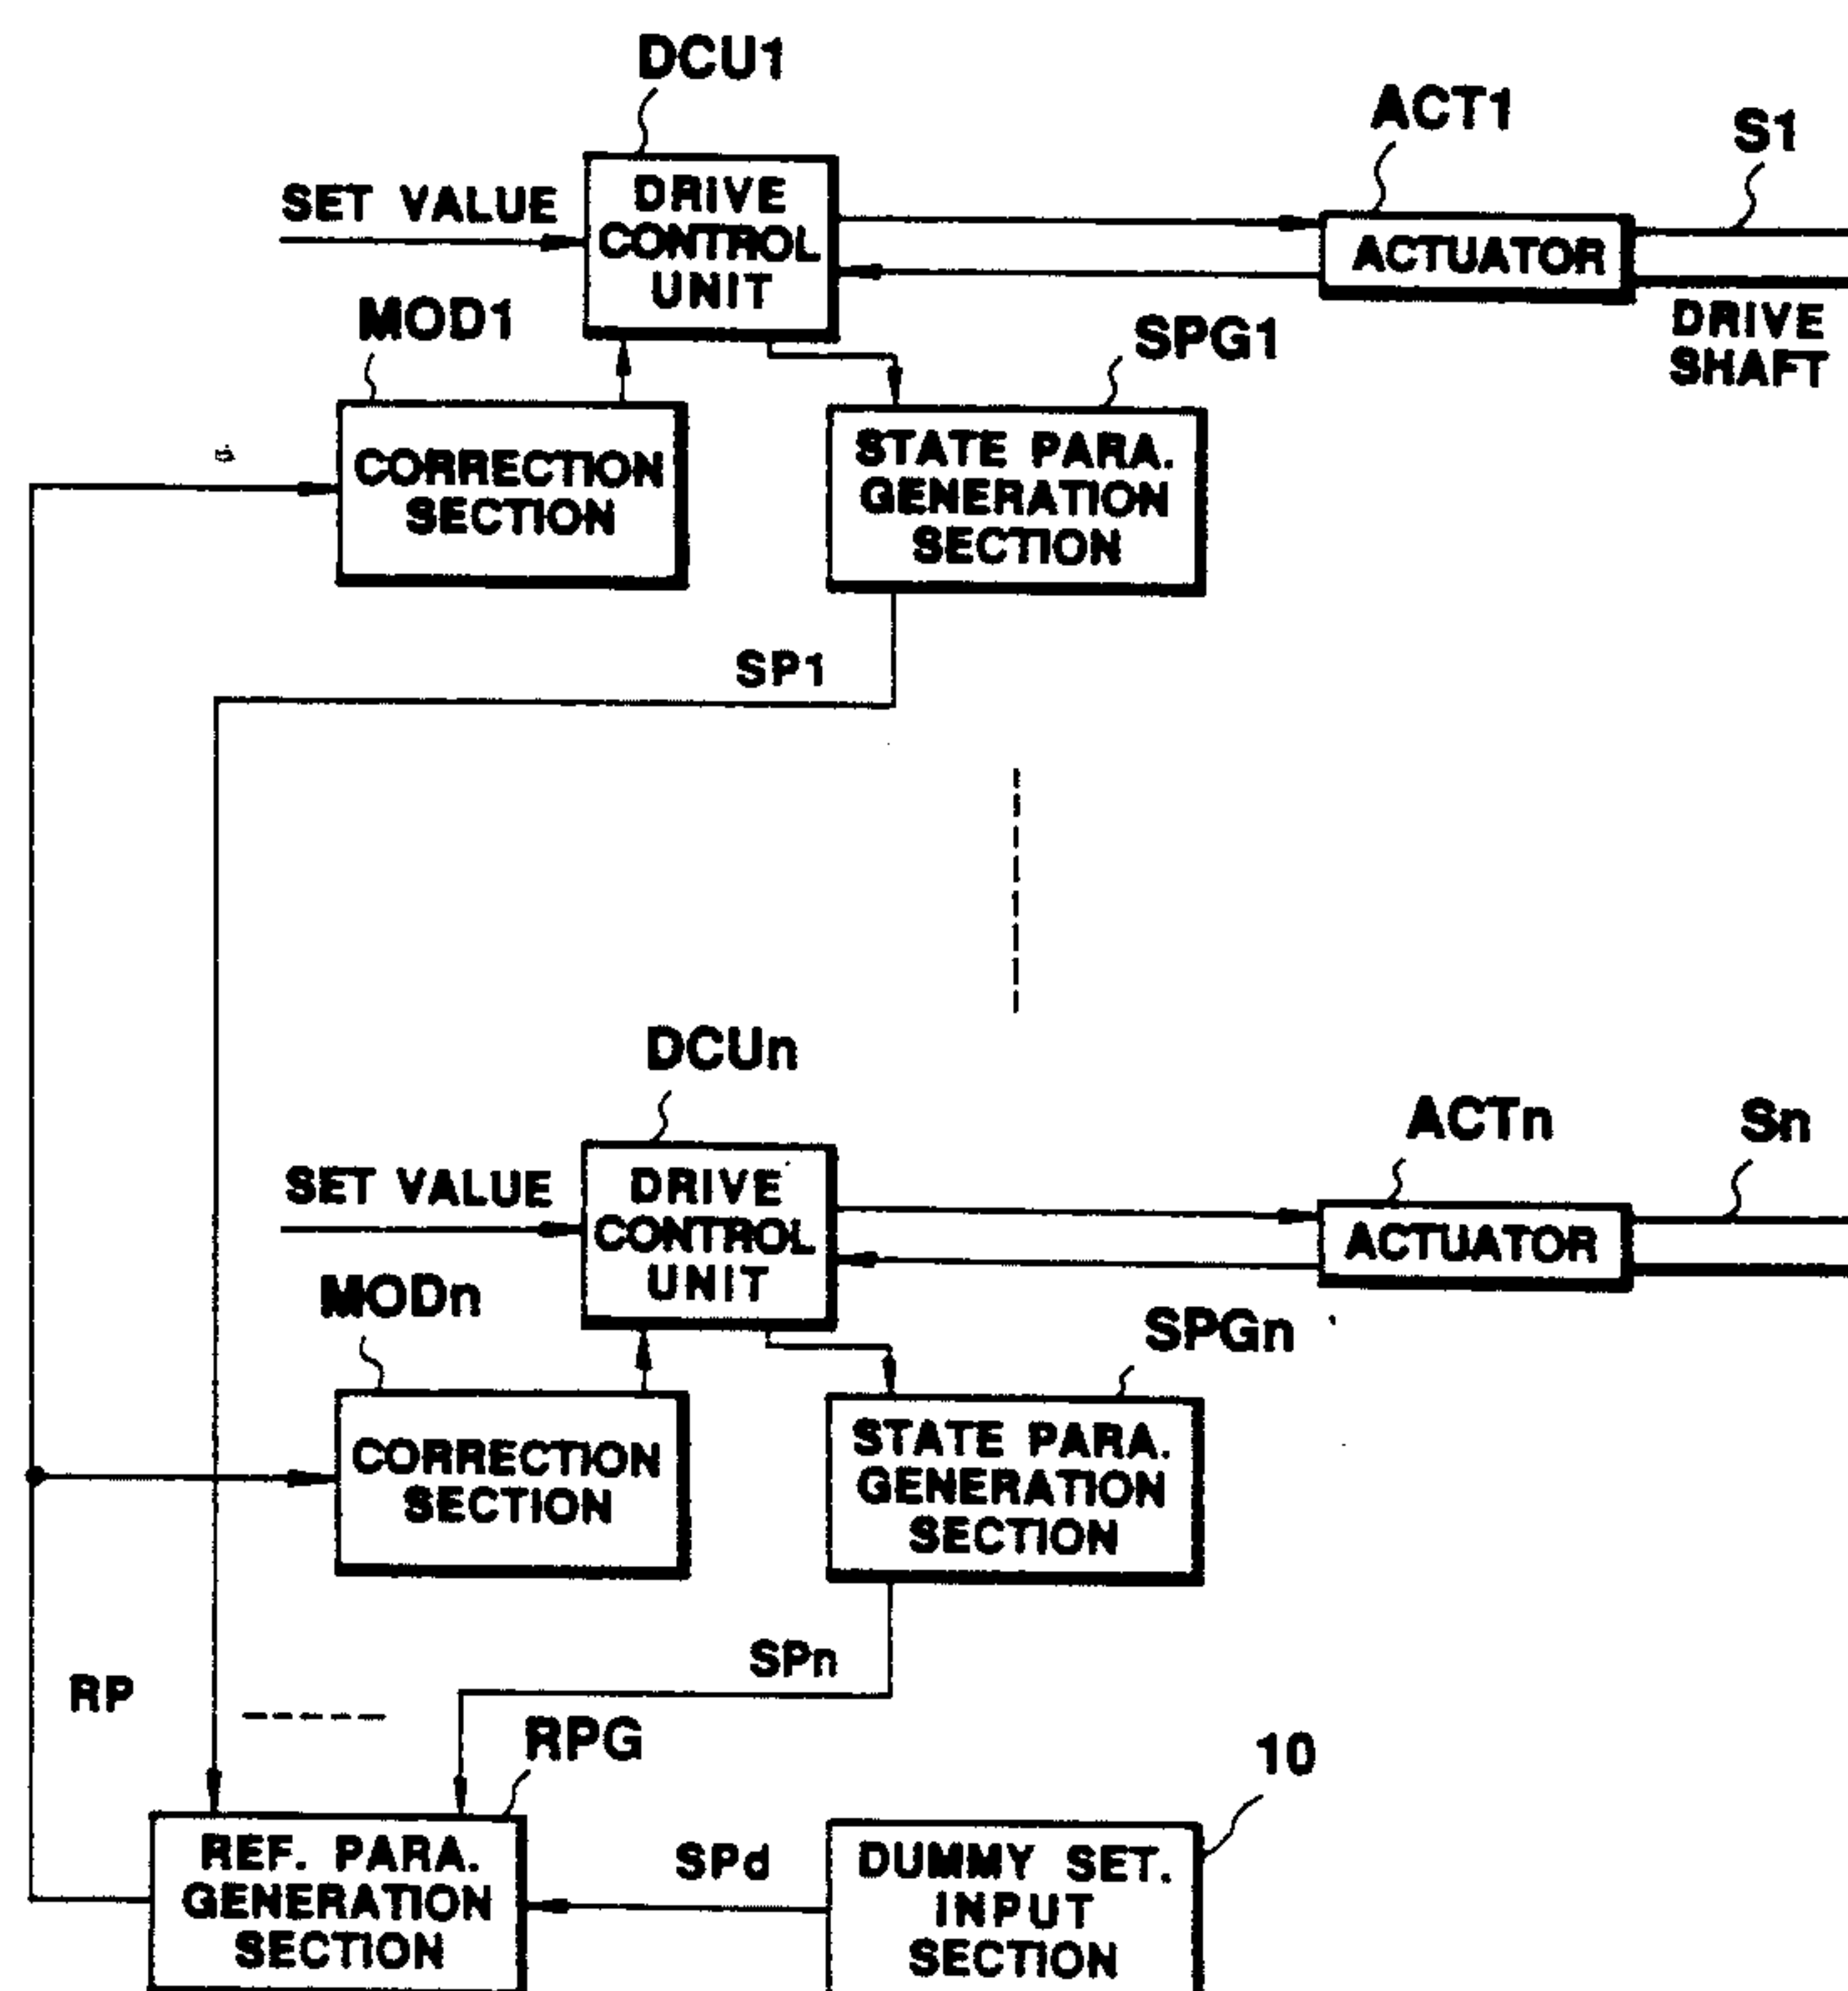 DCU1
ACT1
S1
SET VALUE
DRIVE
CONTROL
UNIT
ACTUATOR
DRIVE
SHAFT
MOD1
SPG1
CORRECTION
SECTION
STATE PARA.
GENERATION
SECTION
SP1
DCUn
ACTn
Sn
SET VALUE
DRIVE
CONTROL
UNIT
ACTUATOR
MODn
SPGn
CORRECTION
SECTION
STATE PARA.
GENERATION
SECTION
SPn
RP
RPG
10
REF. PARA.
GENERATION
SECTION
SPd
DUMMY SET.
INPUT
SECTION